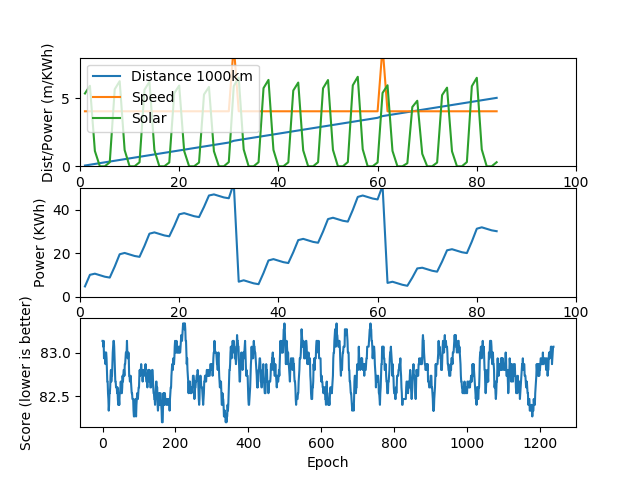 Dist/Power (m/KWh)
5
0
Distance 1000km
Speed
Solar
0 20 40 60 80 100
Power (KWh)
40
20
0
0 20 40 60 80 100
Score (lower is better)
83.0
82.5
0 200 400 600 800 1000 1200
Epoch